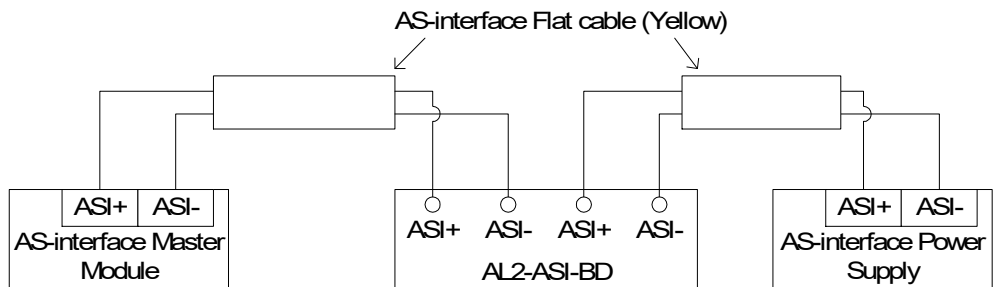 AS-interface Flat cable (Yellow)
ASI+ ASI-
AS-interface Master
Module
ASI+ ASI- ASI+ ASI-
AL2-ASI-BD
ASI+ ASI-
AS-interface Power
Supply